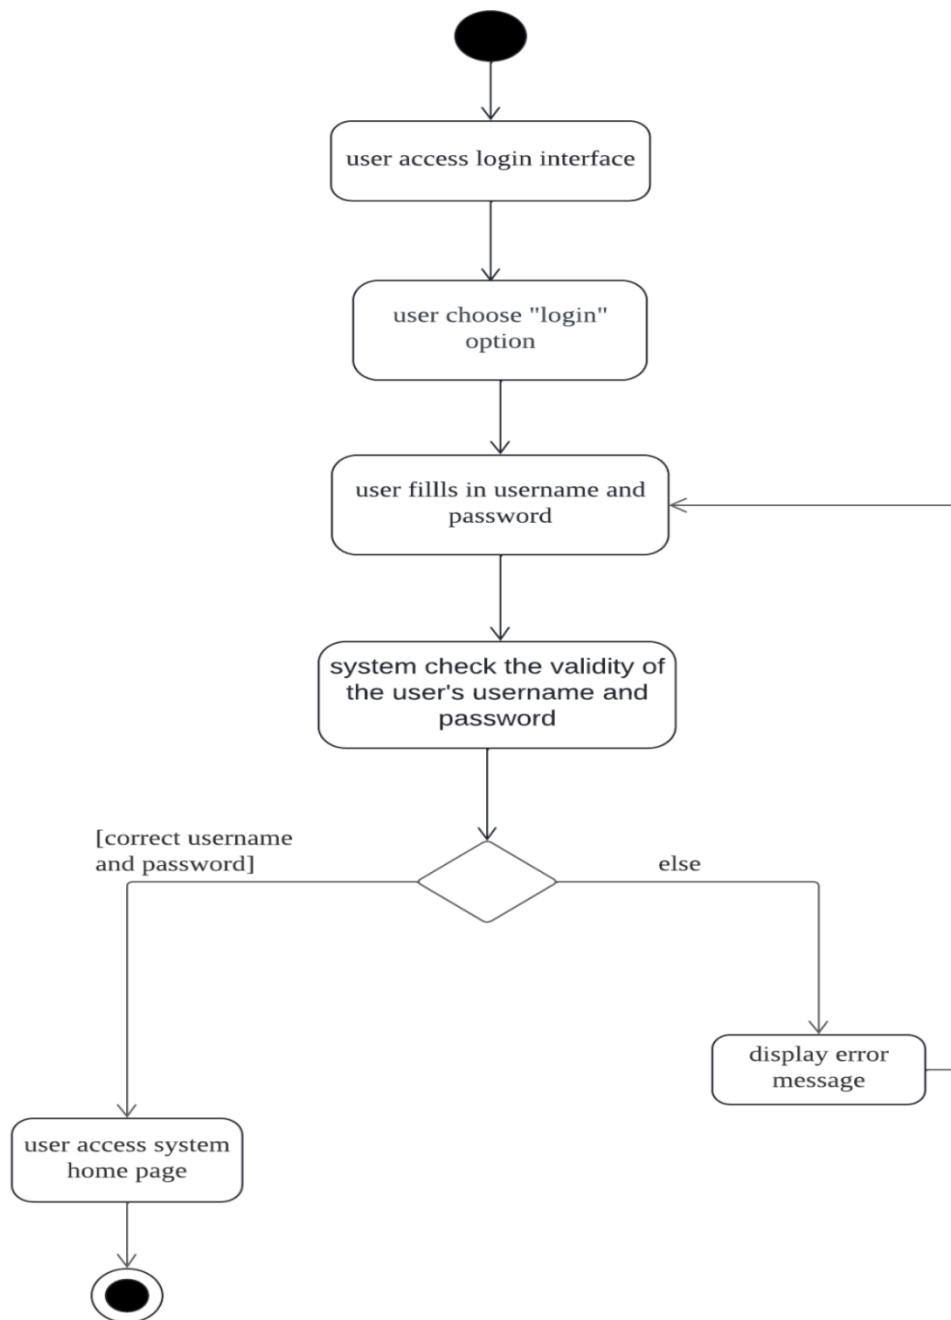 user access login interface
user choose "login"
option
user fillls in username and
password
system check the validity of
the user's username and
password
[correct username
and password]
else
display error
message
user access system
home page